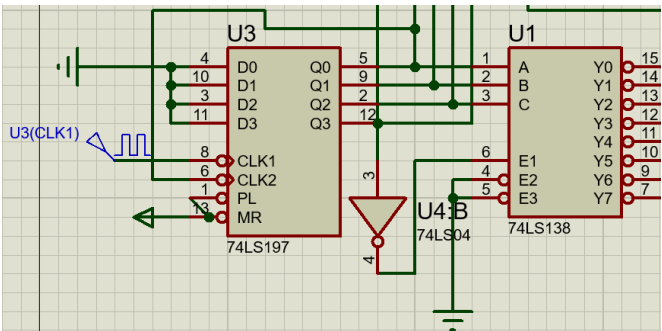 U3
U1
4 D0 Q0 5
10 D1 Q1 9
3 D2 Q2 2
11 D3 Q3 12
8 CLK1
6 CLK2
1 PL
13 MR
74LS197
U3(CLK1)
3
U4:B
74LS04
4
1 A Y0 15
2 B Y1 14
3 C Y2 13
Y3 12
Y4 11
6 E1 Y5 10
4 E2 Y6 9
5 E3 Y7 7
74LS138